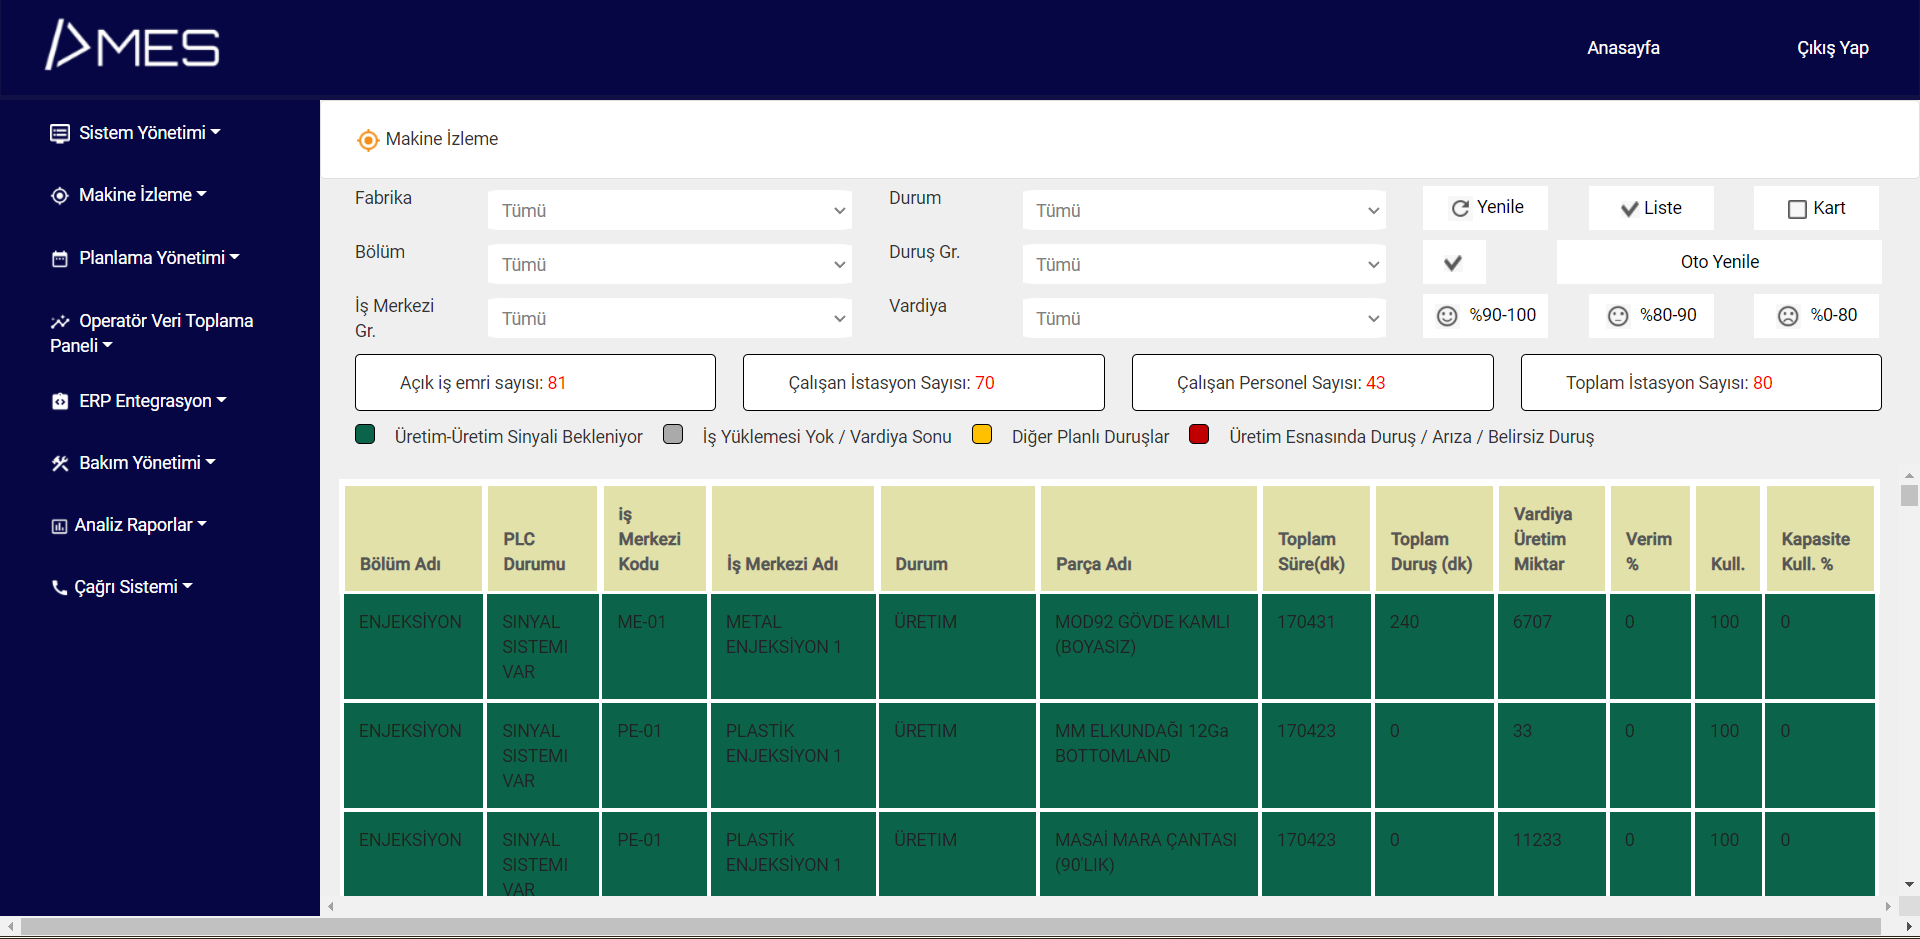 MES
Anasayfa
Çıkış Yap
Sistem Yönetimi
Makine İzleme
Planlama Yönetimi
Operatör Veri Toplama
Paneli
ERP Entegrasyon
Bakım Yönetimi
Analiz Raporlar
Çağrı Sistemi
Makine İzleme
Fabrika
Tümü
Durum
Tümü
Yenile
Liste
Kart
Bölüm
Tümü
Duruş Gr.
Tümü
Oto Yenile
İş Merkezi
Gr.
Tümü
Vardiya
Tümü
%90-100
%80-90
%0-80
Açık iş emri sayısı: 81
Çalışan İstasyon Sayısı: 70
Çalışan Personel Sayısı: 43
Toplam İstasyon Sayısı: 80
Üretim-Üretim Sinyali Bekleniyor
İş Yüklemesi Yok / Vardiya Sonu
Diğer Planlı Duruşlar
Üretim Esnasında Duruş / Arıza / Belirsiz Duruş
Bölüm Adı
PLC
Durumu
iş
Merkezi
Kodu
İş Merkezi Adı
Durum
Parça Adı
Toplam
Süre(dk)
Toplam
Duruş (dk)
Vardiya
Üretim
Miktar
Verim
%
Kull.
Kapasite
Kull. %
ENJEKSİYON
SINYAL
SISTEMI
VAR
ME-01
METAL
ENJEKSİYON 1
ÜRETIM
MOD92 GÖVDE KAMLI
(BOYASIZ)
170431
240
6707
0
100
0
ENJEKSİYON
SINYAL
SISTEMI
VAR
PE-01
PLASTİK
ENJEKSİYON 1
ÜRETIM
MM ELKUNDAĞI 12Ga
BOTTOMLAND
170423
0
33
0
100
0
ENJEKSİYON
SINYAL
SISTEMI
VAR
PE-01
PLASTİK
ENJEKSİYON 1
ÜRETIM
MASAİ MARA ÇANTASI
(90'LIK)
170423
0
11233
0
100
0